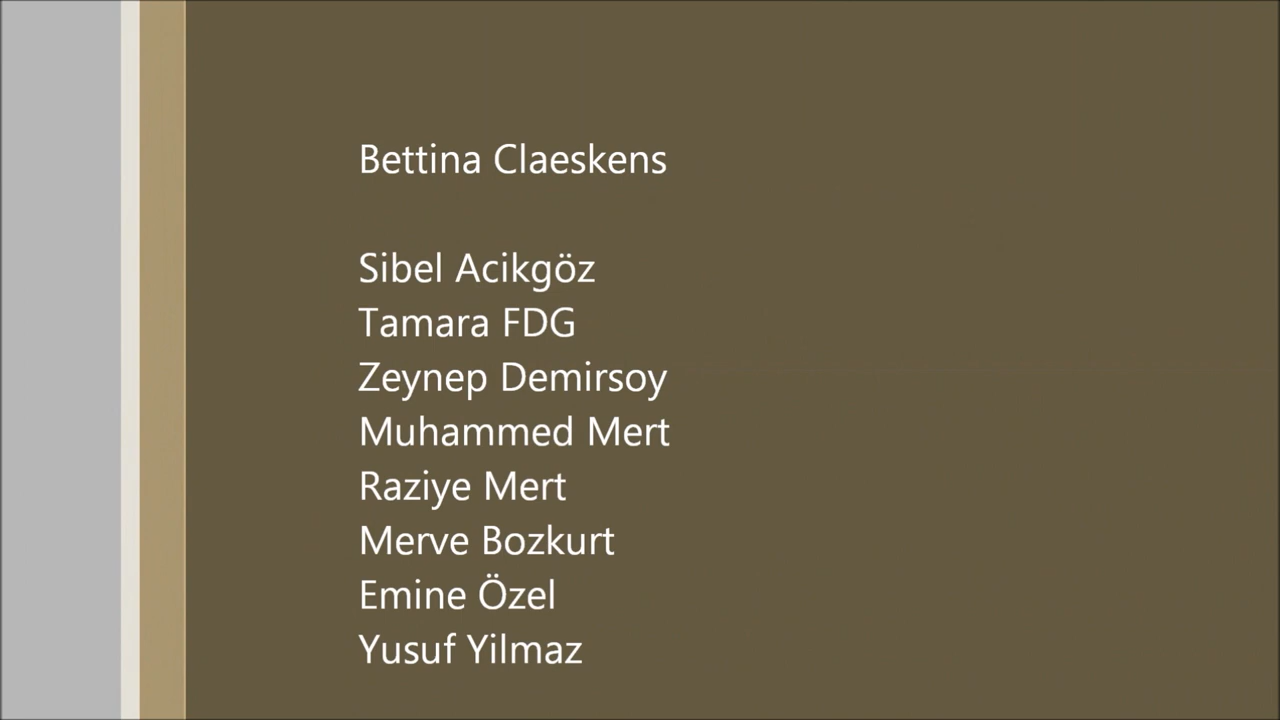 Bettina Claeskens
Sibel Acikgöz
Tamara FDG
Zeynep Demirsoy
Muhammed Mert
Raziye Mert
Merve Bozkurt
Emine Özel
Yusuf Yilmaz